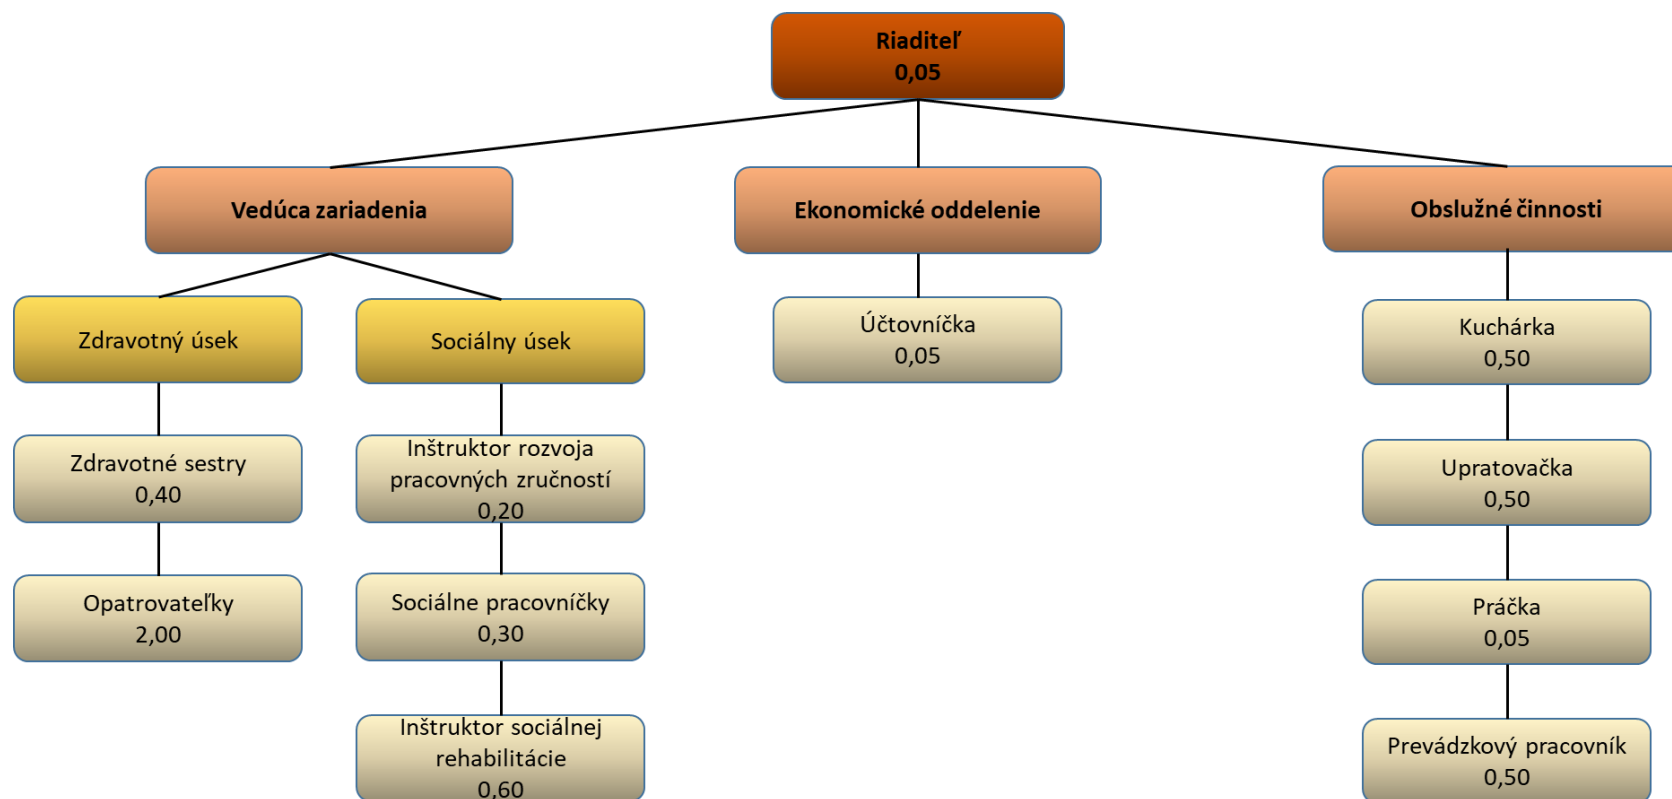 Riaditeľ
0,05
Vedúca zariadenia
Ekonomické oddelenie
Obslužné činnosti
Zdravotný úsek
Sociálny úsek
Účtovníčka
0,05
Kuchárka
0,50
Zdravotné sestry
0,40
Inštruktor rozvoja
pracovných zručností
0,20
Upratovačka
0,50
Opatrovateľky
2,00
Sociálne pracovníčky
0,30
Práčka
0,05
Inštruktor sociálnej
rehabilitácie
0,60
Prevádzkový pracovník
0,50